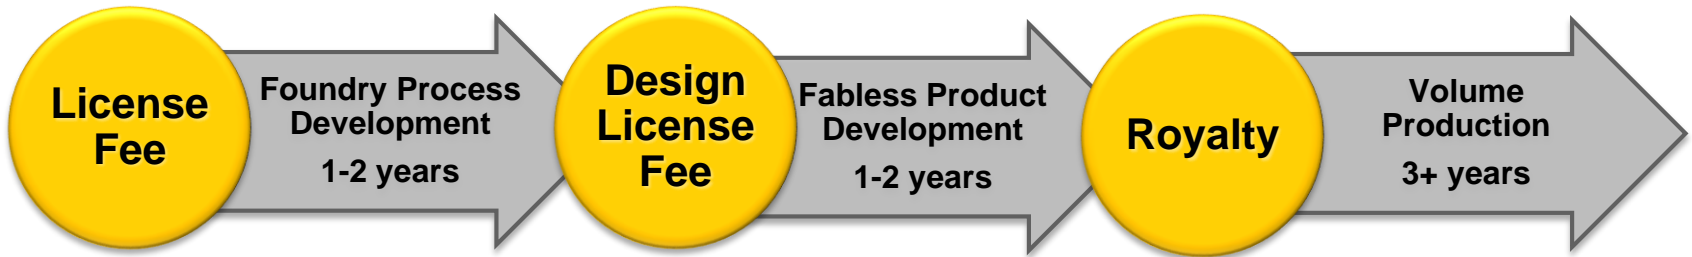 License
Fee
Foundry Process
Development
1-2 years
Design
License
Fee
Fabless Product
Development
1-2 years
Royalty
Volume
Production
3+ years